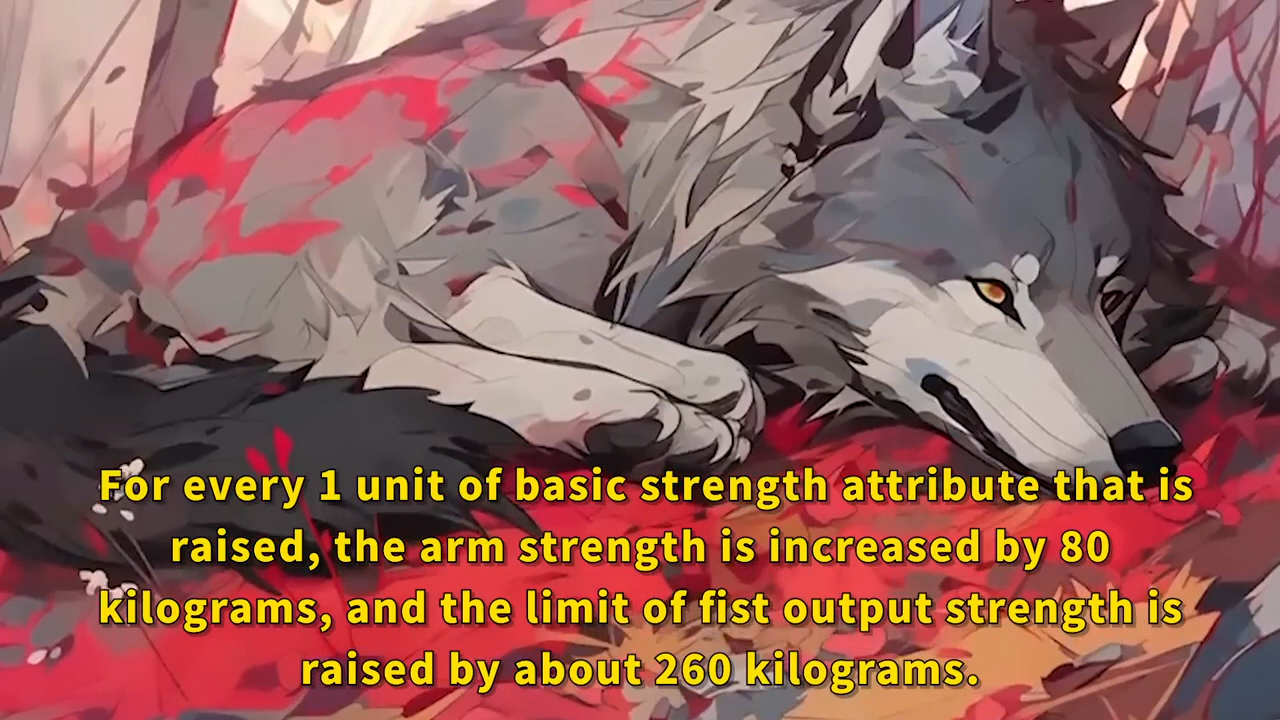 For every 1 unit of basic strength attribute that is
raised, the arm strength is increased by 80
kilograms, and the limit of fist output strength is
raised by about 260 kilograms.